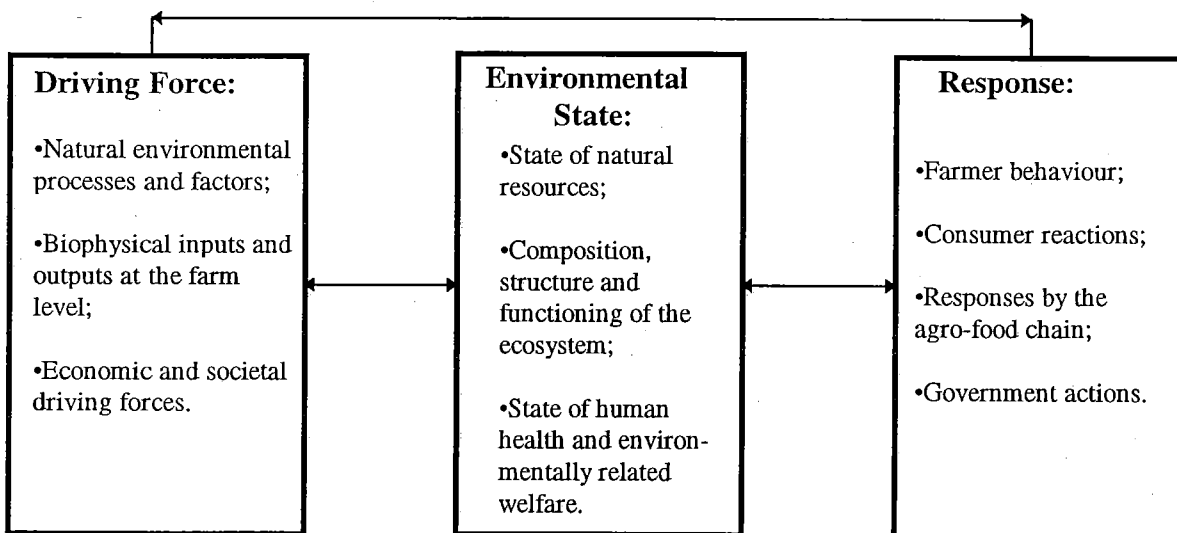 Driving Force:
•Natural environmental
processes and factors;
•Biophysical inputs and
outputs at the farm
level;
•Economic and societal
driving forces.
Environmental
State:
•State of natural
resources;
•Composition,
structure and
functioning of the
ecosystem;
•State of human
health and environ-
mentally related
welfare.
Response:
•Farmer behaviour;
•Consumer reactions;
•Responses by the
agro-food chain;
•Government actions.